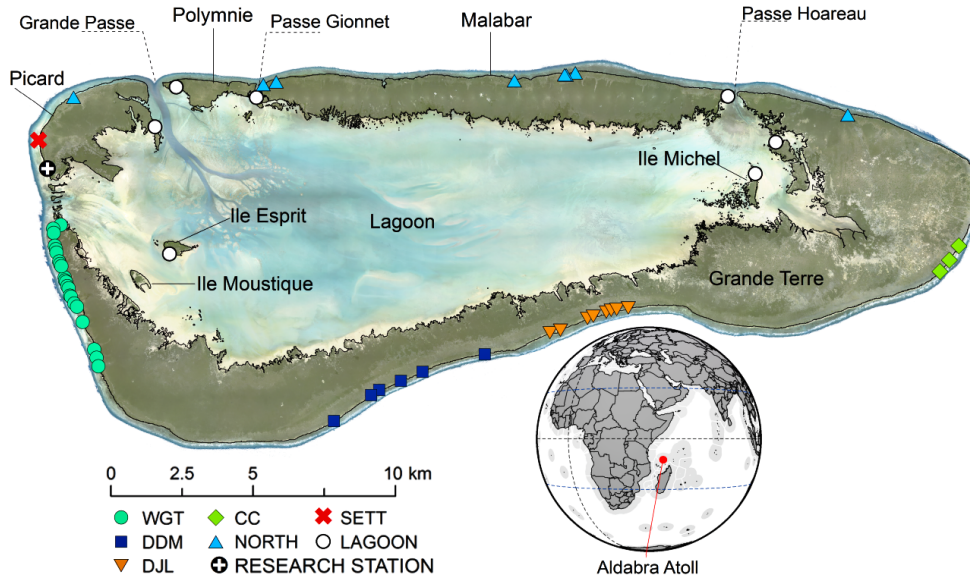 Grande Passe
Polymnie
Passe Gionnet
Malabar
Passe Hoareau
Picard
Ile Michel
Ile Esprit
Lagoon
Ile Moustique
Grande Terre
0 2.5 5 10 km
WGT CC SETT
DDM NORTH LAGOON
DJL RESEARCH STATION
Aldabra Atoll